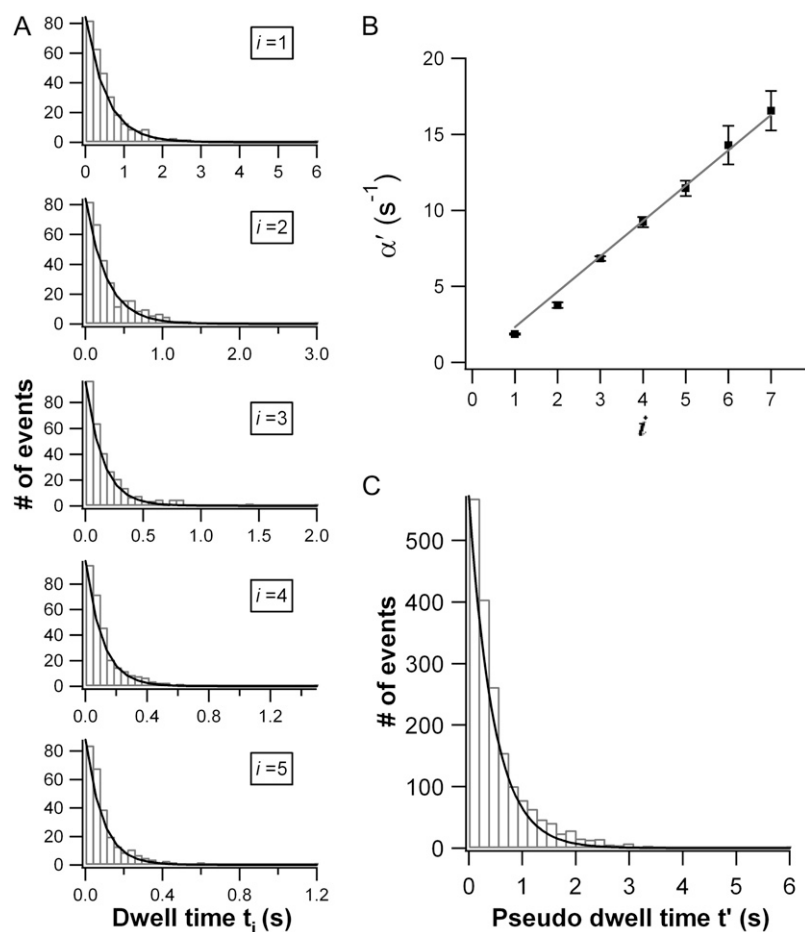 A
# of events
80
60
40
20
0
i=1
0 1 2 3 4 5 6
80
60
40
20
0
i=2
0.0 1.0 2.0 3.0
80
60
40
20
0
i=3
0.0 0.5 1.0 1.5 2.0
80
60
40
20
0
i=4
0.0 0.4 0.8 1.2
80
60
40
20
0
i=5
0.0 0.4 0.8 1.2
Dwell time tᵢ (s)
B
α′ (s⁻¹)
20
15
10
5
0
0 1 2 3 4 5 6 7
i
C
# of events
500
400
300
200
100
0
0 1 2 3 4 5 6
Pseudo dwell time t' (s)